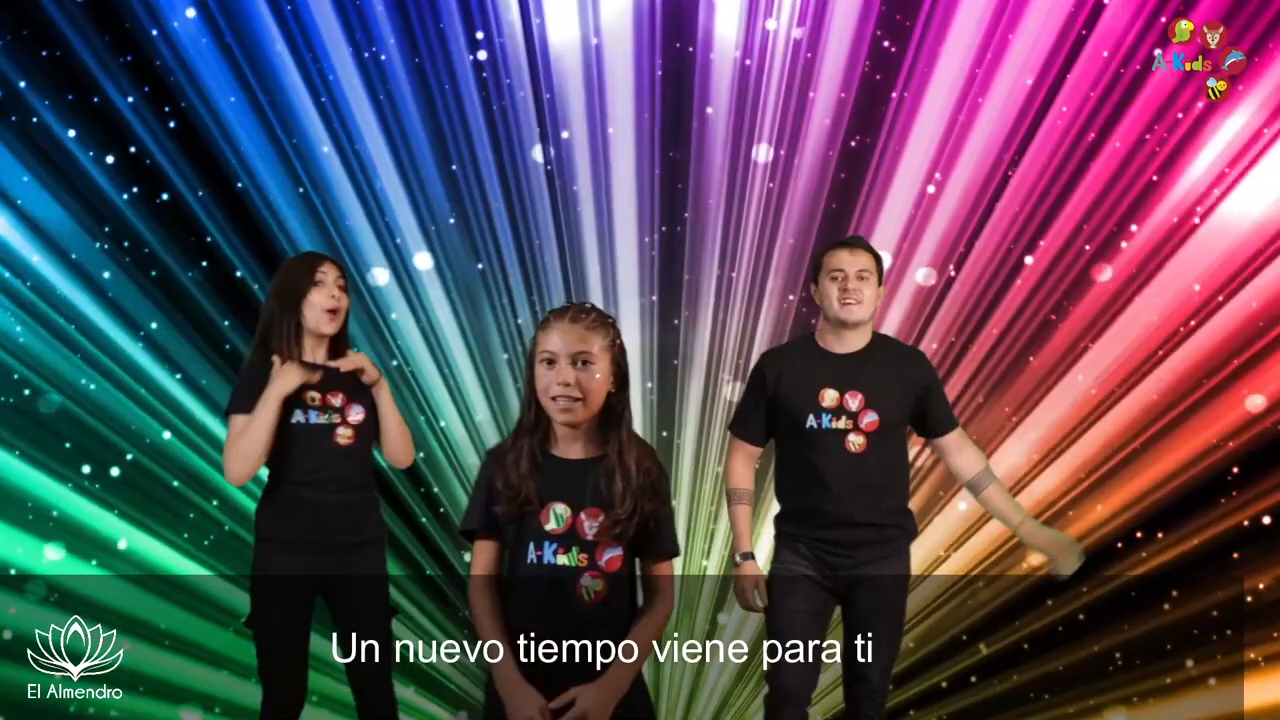 A-Kids
A-Kids
A-Kids
A-Kids
Un nuevo tiempo viene para ti
El Almendro